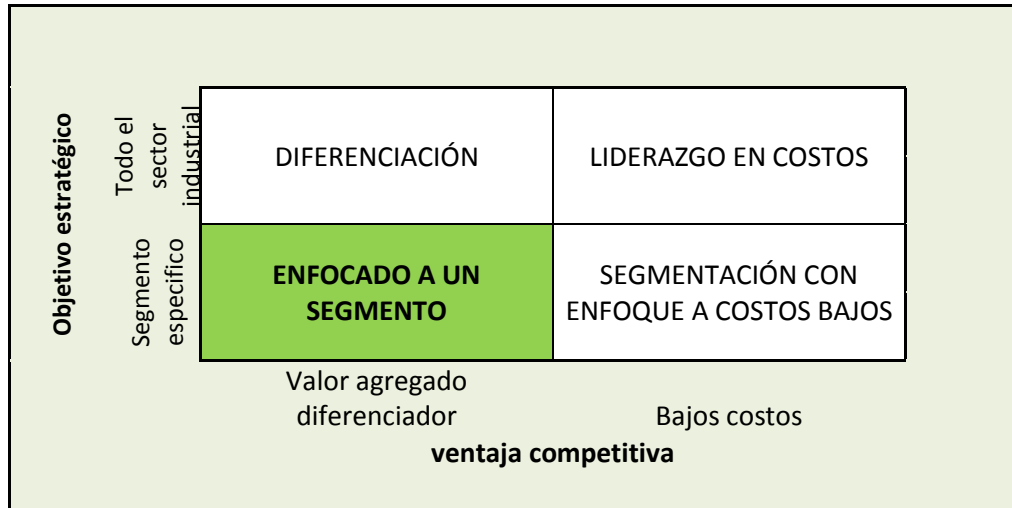 Objetivo estratégico
Todo el
sector
industrial
DIFERENCIACIÓN
LIDERAZGO EN COSTOS
Segmento
especifico
ENFOCADO A UN
SEGMENTO
SEGMENTACIÓN CON
ENFOQUE A COSTOS BAJOS
Valor agregado
diferenciador
Bajos costos
ventaja competitiva